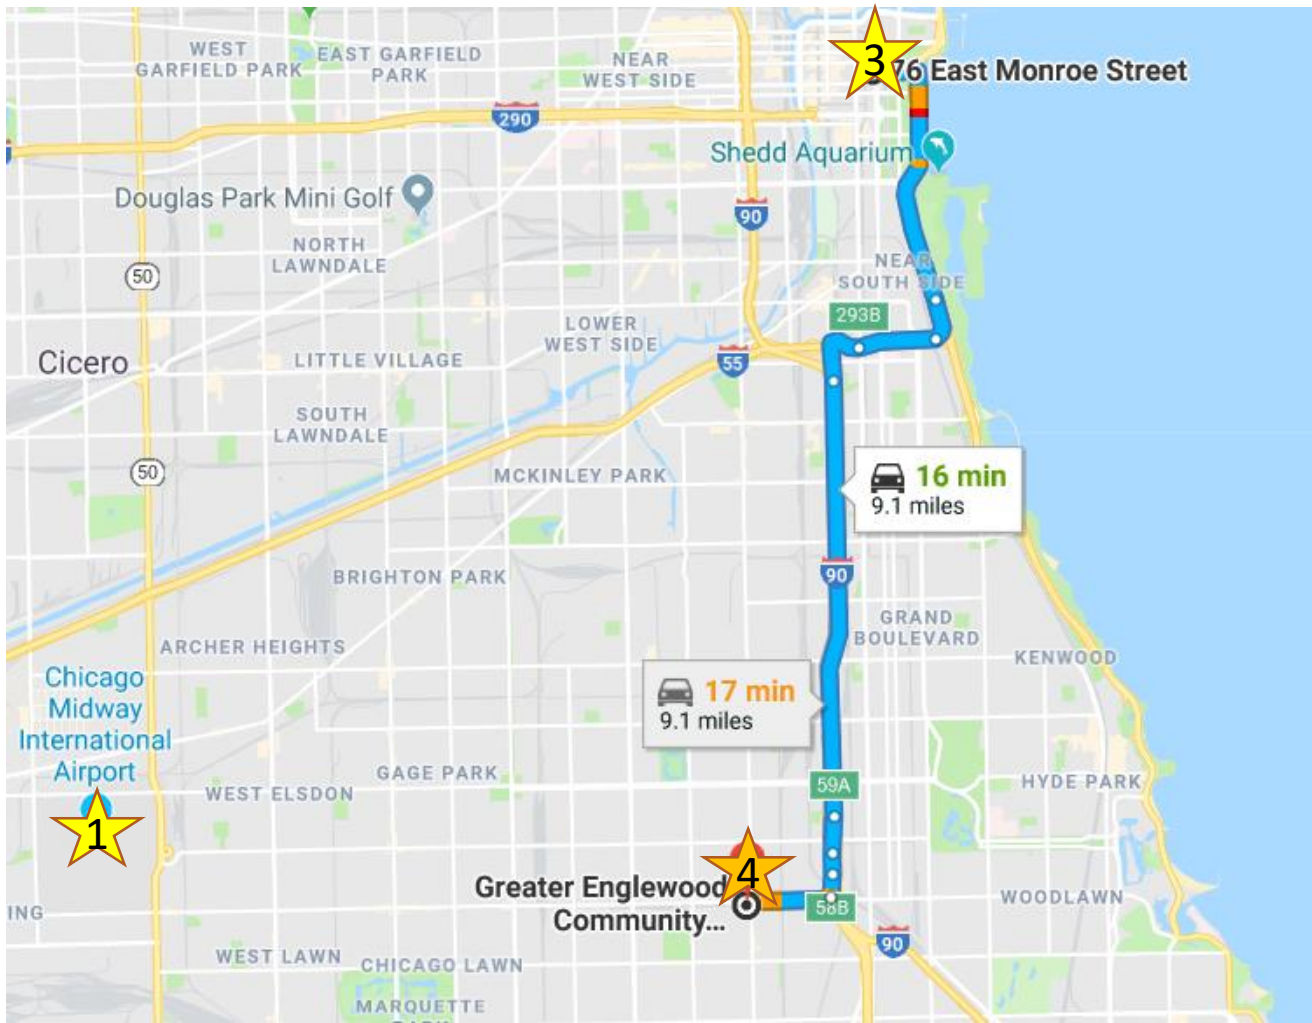 WEST
GARFIELD PARK
EAST GARFIELD
PARK
NEAR
WEST SIDE
3
76 East Monroe Street
290
Shedd Aquarium
Douglas Park Mini Golf
90
NORTH
LAWNDALE
50
NEAR
SOUTH SIDE
293B
LOWER
WEST SIDE
Cicero
LITTLE VILLAGE
55
SOUTH
LAWNDALE
50
MCKINLEY PARK
16 min
9.1 miles
BRIGHTON PARK
90
GRAND
BOULEVARD
ARCHER HEIGHTS
KENWOOD
Chicago
Midway
International
Airport
17 min
9.1 miles
GAGE PARK
59A
HYDE PARK
WEST ELSDON
1
4
Greater Englewood
Community...
58B
WOODLAWN
ING
90
WEST LAWN
CHICAGO LAWN
MARQUETTE